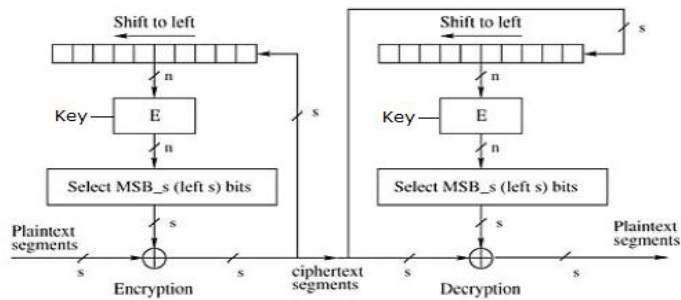 Shift to left
n
Key
E
n
Select MSB_s (left s) bits
s
s
Plaintext
segments
s
s
Encryption
ciphertext
segments
Shift to left
s
n
Key
E
n
Select MSB_s (left s) bits
s
s
Decryption
Plaintext
segments
s